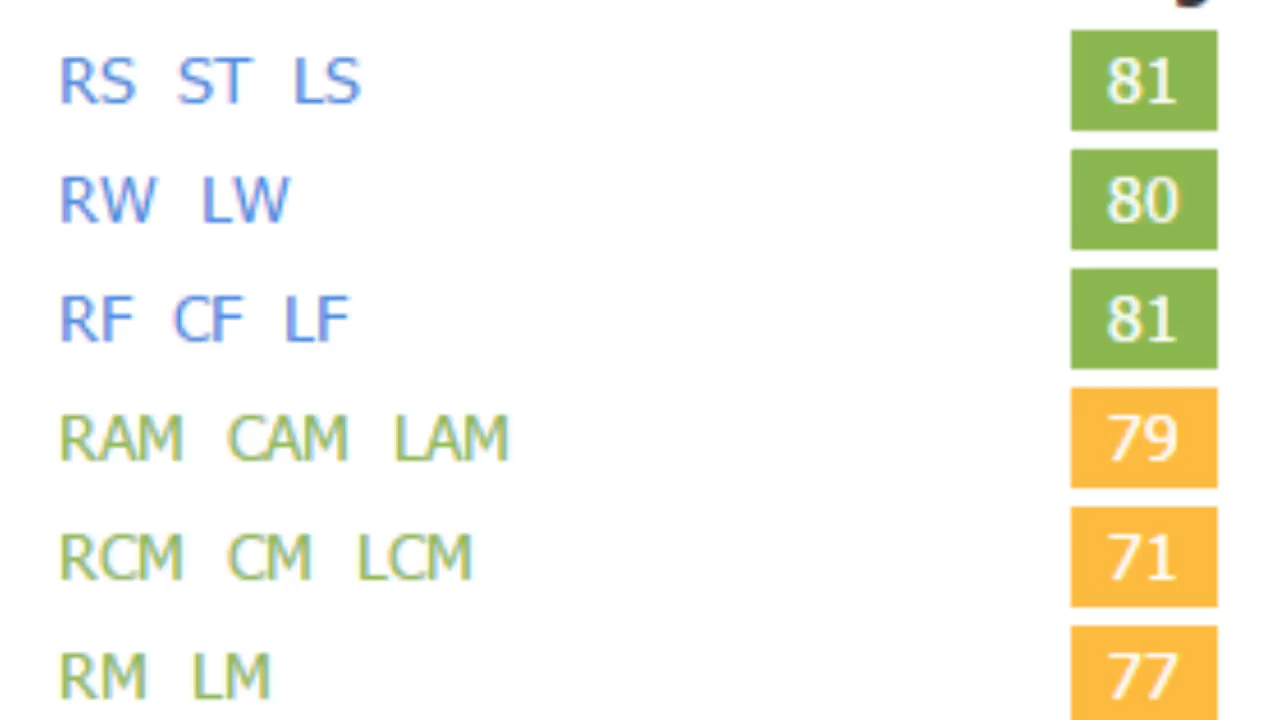 RS ST LS 81
RW LW 80
RF CF LF 81
RAM CAM LAM 79
RCM CM LCM 71
RM LM 77